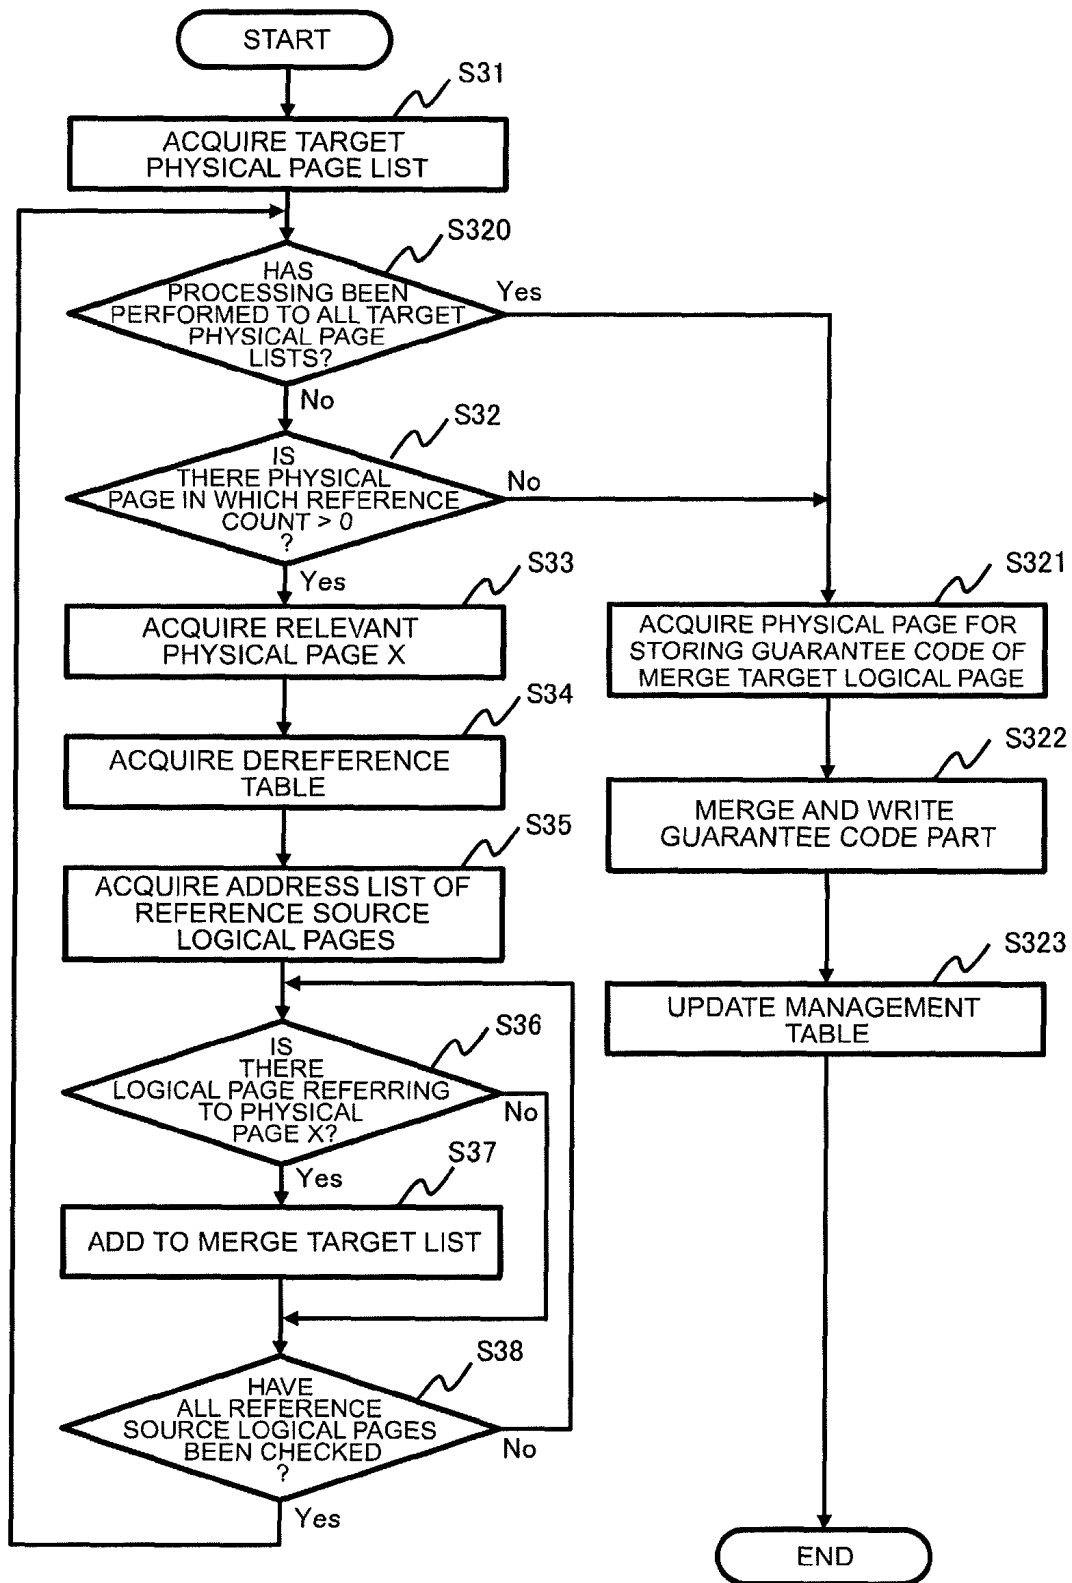 START
S31
ACQUIRE TARGET
PHYSICAL PAGE LIST
S320
HAS
PROCESSING BEEN
PERFORMED TO ALL TARGET
PHYSICAL PAGE
LISTS?
Yes
No
S32
IS
THERE PHYSICAL
PAGE IN WHICH REFERENCE
COUNT > 0
?
No
Yes
S33
ACQUIRE RELEVANT
PHYSICAL PAGE X
S34
ACQUIRE DEREFERENCE
TABLE
S35
ACQUIRE ADDRESS LIST OF
REFERENCE SOURCE
LOGICAL PAGES
S36
IS
THERE
LOGICAL PAGE REFERRING
TO PHYSICAL
PAGE X?
No
Yes
S37
ADD TO MERGE TARGET LIST
S38
HAVE
ALL REFERENCE
SOURCE LOGICAL PAGES
BEEN CHECKED
?
No
Yes
S321
ACQUIRE PHYSICAL PAGE FOR
STORING GUARANTEE CODE OF
MERGE TARGET LOGICAL PAGE
S322
MERGE AND WRITE
GUARANTEE CODE PART
S323
UPDATE MANAGEMENT
TABLE
END